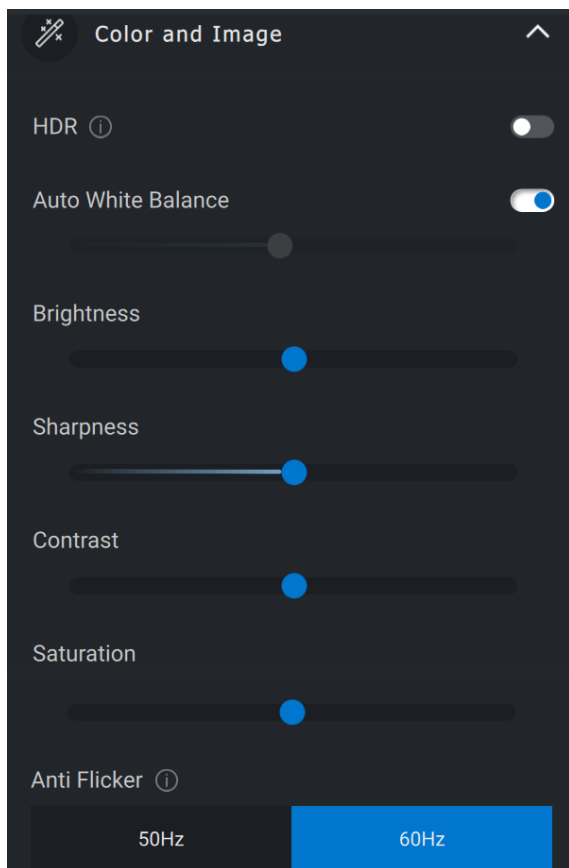 Color and Image
HDR
Auto White Balance
Brightness
Sharpness
Contrast
Saturation
Anti Flicker
50Hz 60Hz